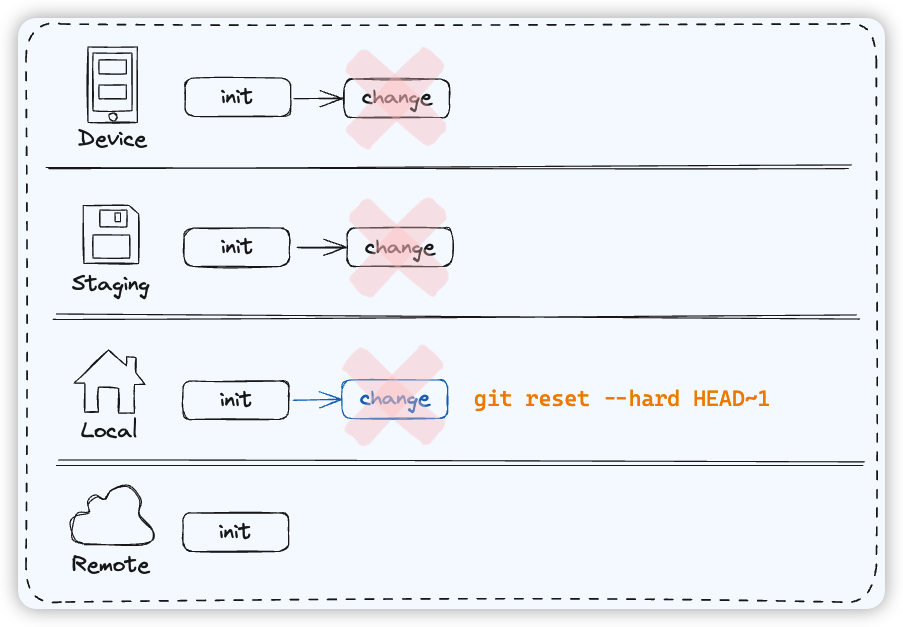 init
change
Device
init
change
Staging
init
change
git reset --hard HEAD~1
Local
init
Remote